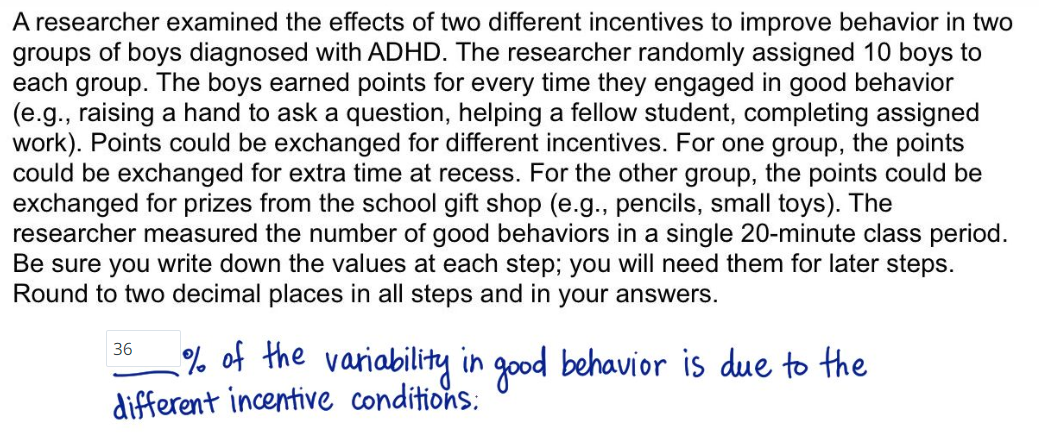 A researcher examined the effects of two different incentives to improve behavior in two
groups of boys diagnosed with ADHD. The researcher randomly assigned 10 boys to
each group. The boys earned points for every time they engaged in good behavior
(e.g., raising a hand to ask a question, helping a fellow student, completing assigned
work). Points could be exchanged for different incentives. For one group, the points
could be exchanged for extra time at recess. For the other group, the points could be
exchanged for prizes from the school gift shop (e.g., pencils, small toys). The
researcher measured the number of good behaviors in a single 20-minute class period.
Be sure you write down the values at each step; you will need them for later steps.
Round to two decimal places in all steps and in your answers.
36 % of the variability in good behavior is due to the
different incentive conditions.